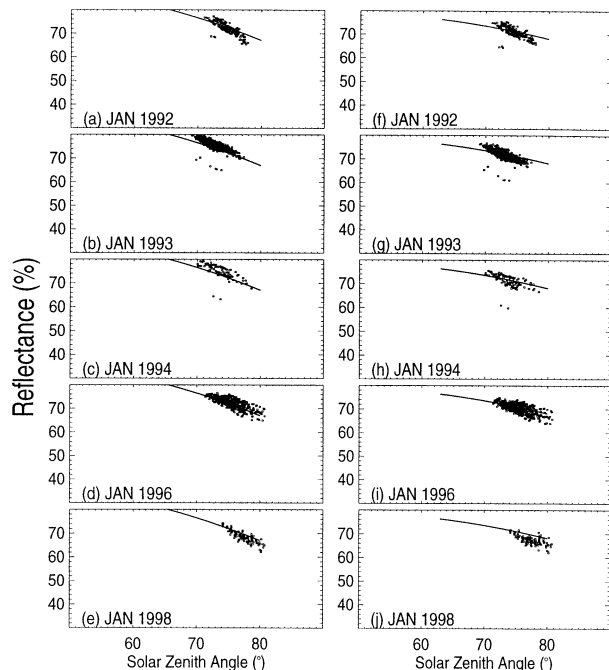 Reflectance (%)
70
60
50
40
(a) JAN 1992
70
60
50
40
(f) JAN 1992
70
60
50
40
(b) JAN 1993
70
60
50
40
(g) JAN 1993
70
60
50
40
(c) JAN 1994
70
60
50
40
(h) JAN 1994
70
60
50
40
(d) JAN 1996
70
60
50
40
(i) JAN 1996
70
60
50
40
(e) JAN 1998
70
60
50
40
(j) JAN 1998
60 70 80
60 70 80
Solar Zenith Angle (°)
Solar Zenith Angle (°)